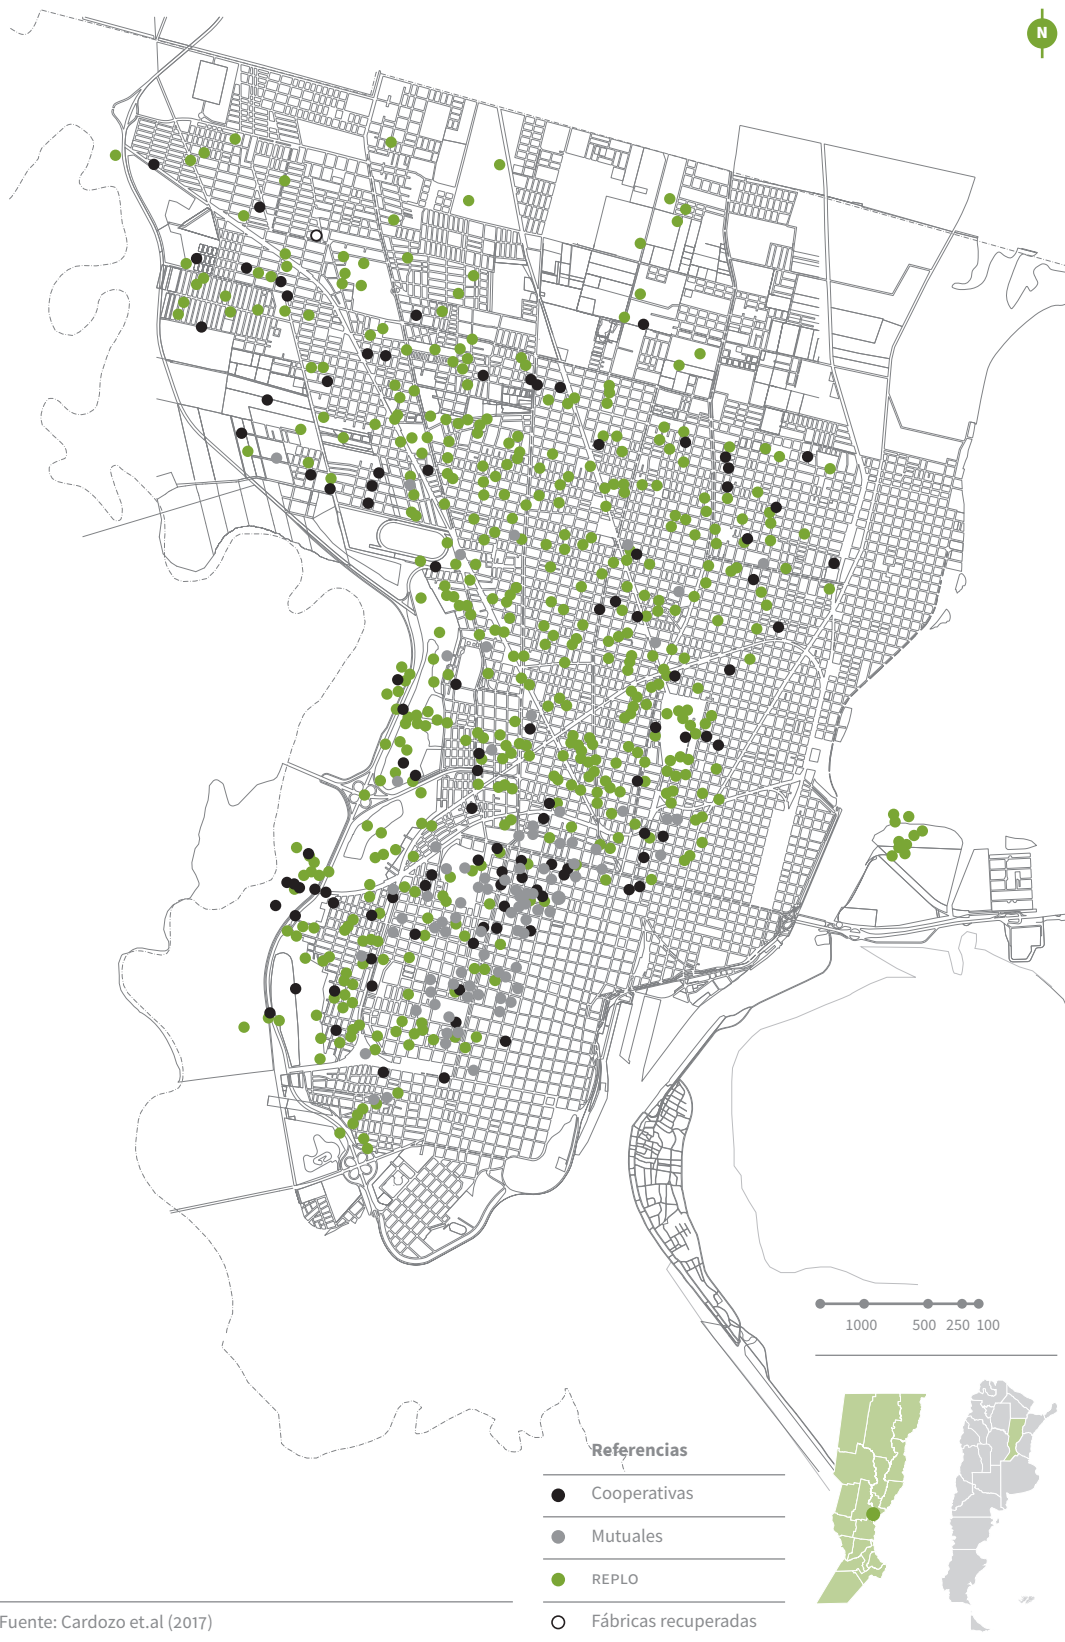 N
1000 500 250 100
Referencias
Cooperativas
Mutuales
REPLO
Fábricas recuperadas
Fuente: Cardozo et.al (2017)